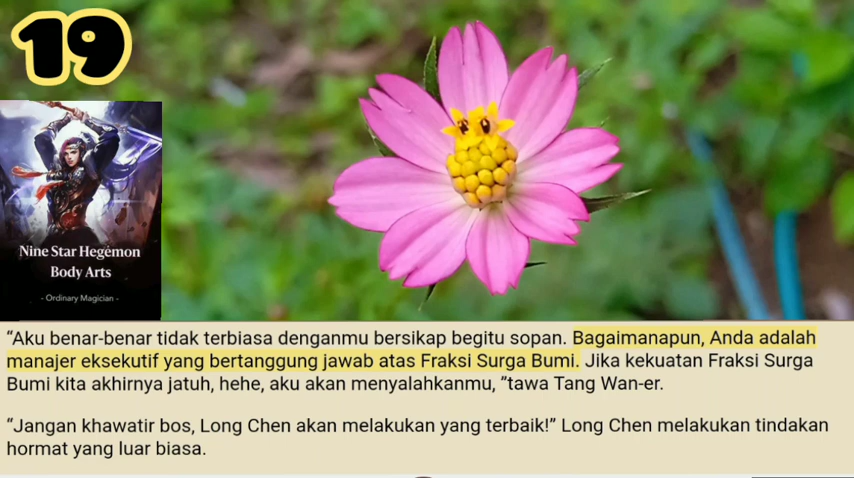 19
Nine Star Hegemon
Body Arts
- Ordinary Magician -
“Aku benar-benar tidak terbiasa denganmu bersikap begitu sopan. Bagaimanapun, Anda adalah
manajer eksekutif yang bertanggung jawab atas Fraksi Surga Bumi. Jika kekuatan Fraksi Surga
Bumi kita akhirnya jatuh, hehe, aku akan menyalahkanmu, ”tawa Tang Wan-er.
“Jangan khawatir bos, Long Chen akan melakukan yang terbaik!” Long Chen melakukan tindakan
hormat yang luar biasa.